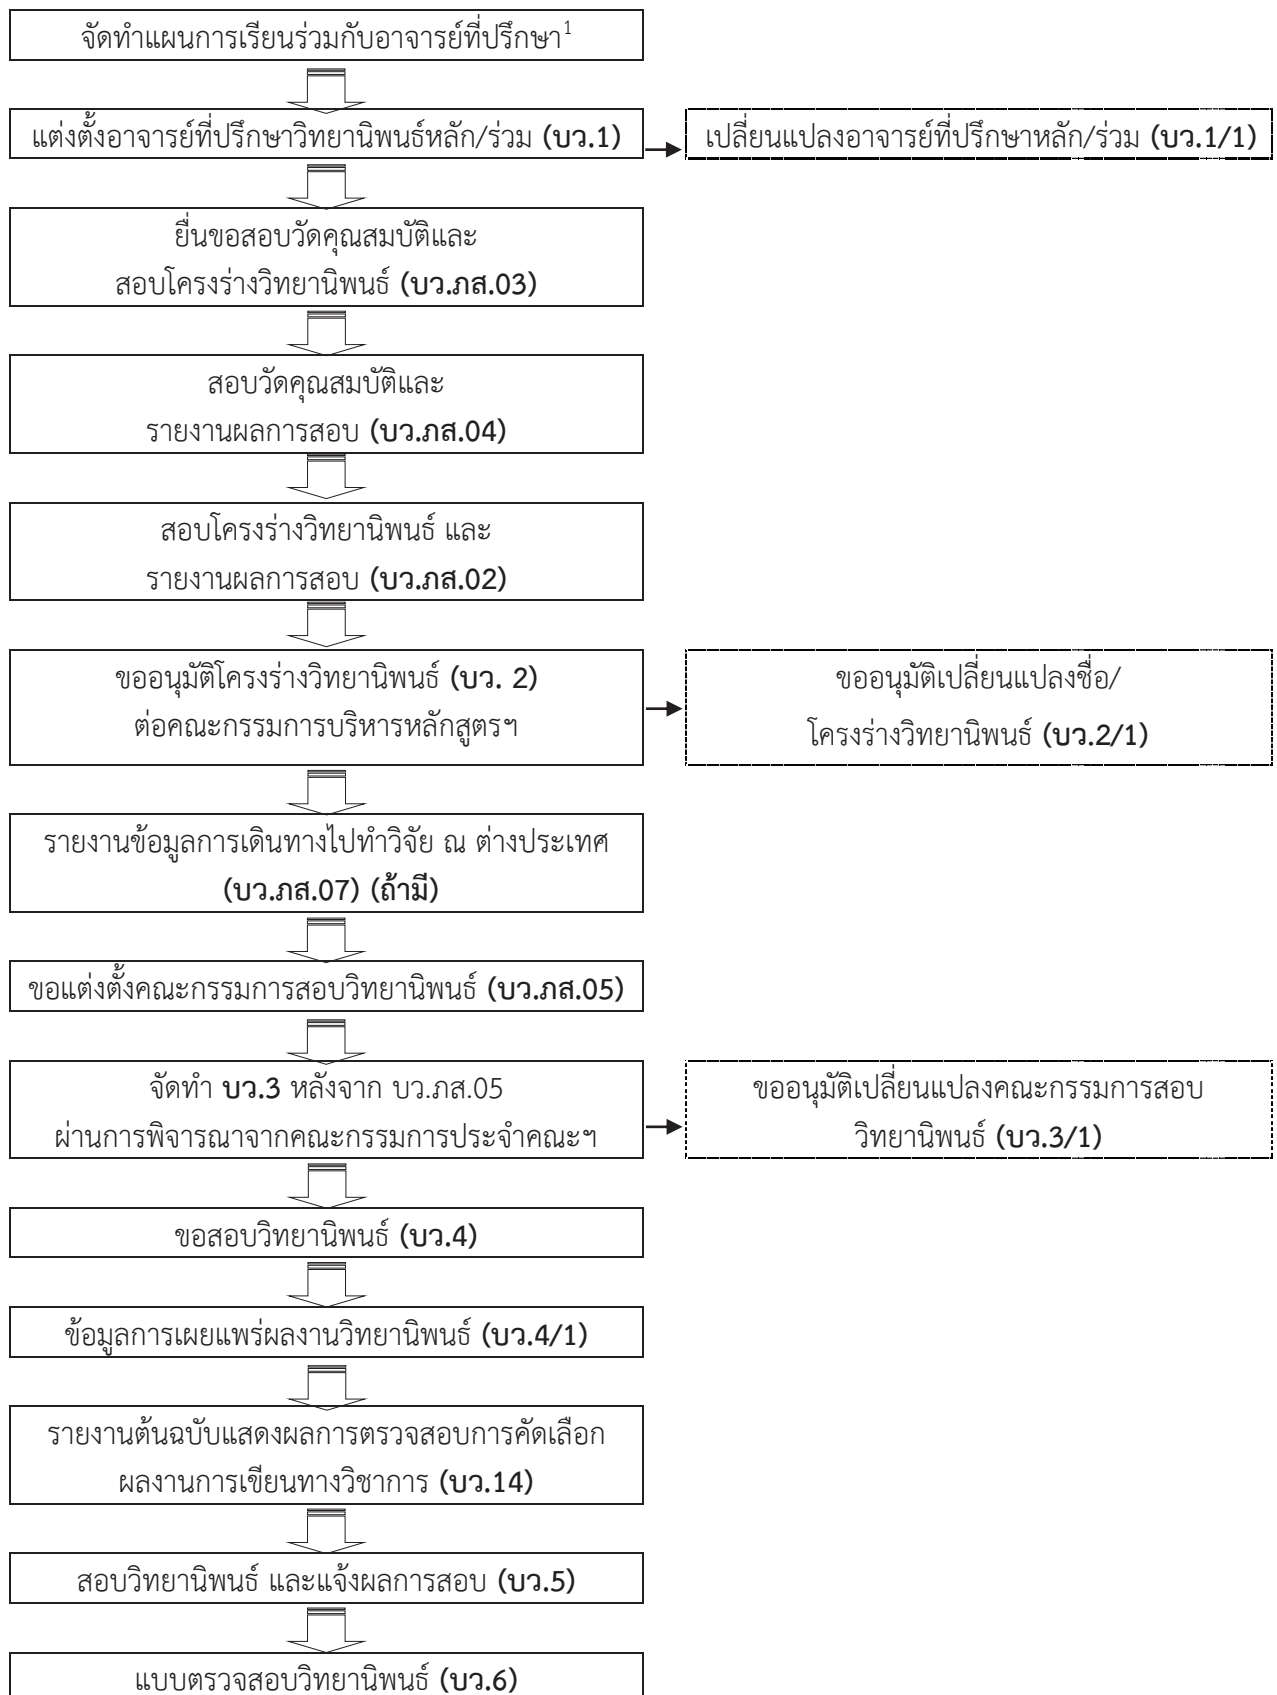 จัดทำแผนการเรียนร่วมกับอาจารย์ที่ปรึกษา1
แต่งตั้งอาจารย์ที่ปรึกษาวิทยานิพนธ์หลัก/ร่วม (บว.1)
เปลี่ยนแปลงอาจารย์ที่ปรึกษาหลัก/ร่วม (บว.1/1)
ยื่นขอสอบวัดคุณสมบัติและ
สอบโครงร่างวิทยานิพนธ์ (บว.ภส.03)
สอบวัดคุณสมบัติและ
รายงานผลการสอบ (บว.ภส.04)
สอบโครงร่างวิทยานิพนธ์ และ
รายงานผลการสอบ (บว.ภส.02)
ขออนุมัติโครงร่างวิทยานิพนธ์ (บว. 2)
ต่อคณะกรรมการบริหารหลักสูตรฯ
ขออนุมัติเปลี่ยนแปลงชื่อ/
โครงร่างวิทยานิพนธ์ (บว.2/1)
รายงานข้อมูลการเดินทางไปทำวิจัย ณ ต่างประเทศ
(บว.ภส.07) (ถ้ามี)
ขอแต่งตั้งคณะกรรมการสอบวิทยานิพนธ์ (บว.ภส.05)
จัดทำ บว.3 หลังจาก บว.ภส.05
ผ่านการพิจารณาจากคณะกรรมการประจำคณะฯ
ขออนุมัติเปลี่ยนแปลงคณะกรรมการสอบ
วิทยานิพนธ์ (บว.3/1)
ขอสอบวิทยานิพนธ์ (บว.4)
ข้อมูลการเผยแพร่ผลงานวิทยานิพนธ์ (บว.4/1)
รายงานต้นฉบับแสดงผลการตรวจสอบการคัดเลือก
ผลงานการเขียนทางวิชาการ (บว.14)
สอบวิทยานิพนธ์ และแจ้งผลการสอบ (บว.5)
แบบตรวจสอบวิทยานิพนธ์ (บว.6)